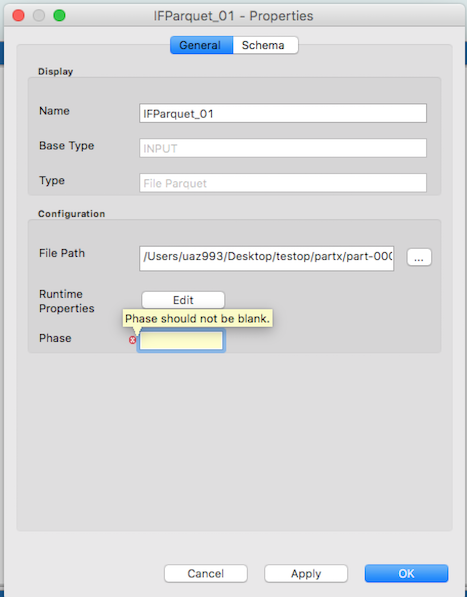 IFParquet_01 - Properties
General
Schema
Display
Name
IFParquet_01
Base Type
INPUT
Type
File Parquet
Configuration
File Path
/Users/uaz993/Desktop/testop/partx/part-000
...
Runtime
Properties
Edit
Phase should not be blank.
Phase
Cancel
Apply
OK